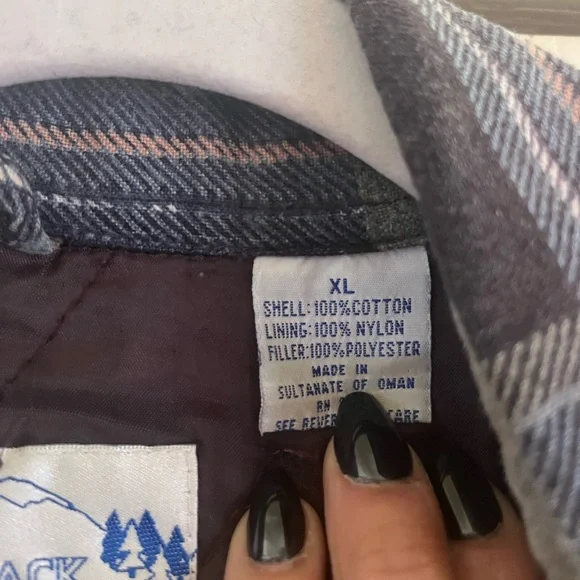 XL
SHELL:100%COTTON
LINING:100% NYLON
FILLER:100%POLYESTER
MADE IN
SULTANATE OF OMAN
RN
SEE CARE
ACK